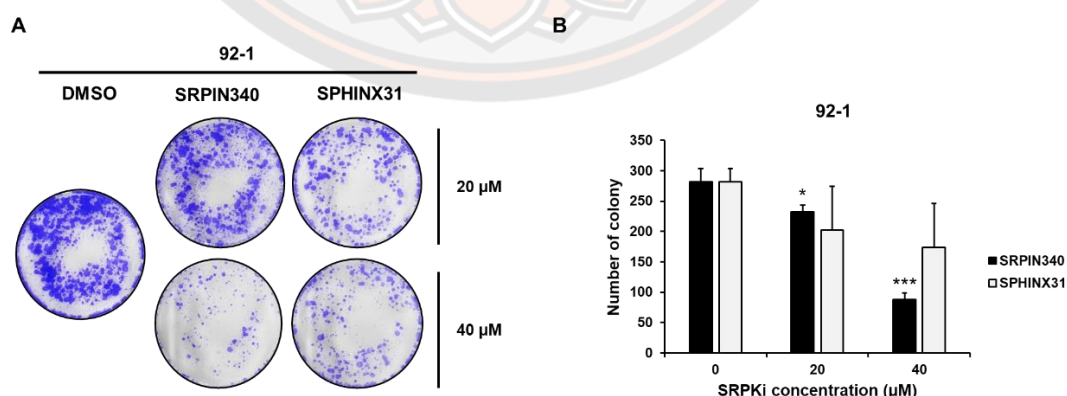 A
92-1
DMSO
SRPIN340
SPHINX31
20 µM
40 µM
B
92-1
Number of colony
350
300
250
200
150
100
50
0
*
***
0
20
40
SRPKi concentration (µM)
SRPIN340
SPHINX31